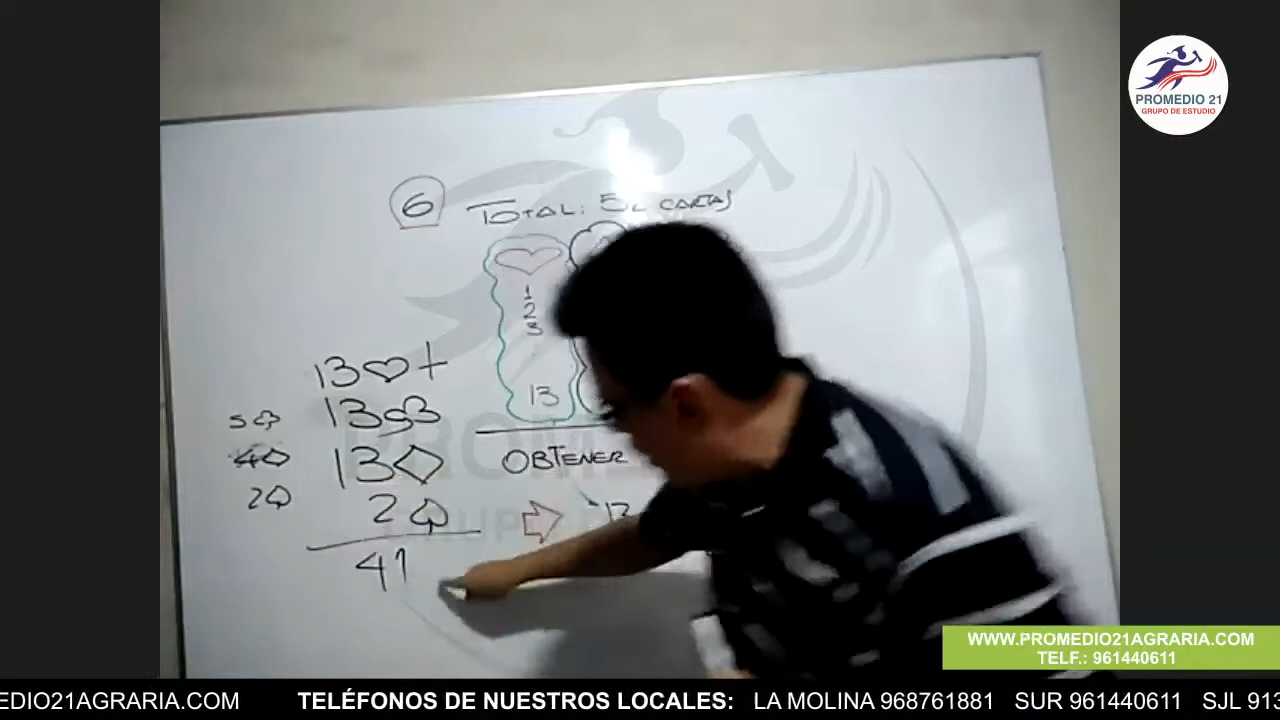 PROMEDIO 21
GRUPO DE ESTUDIO
6 TOTAL: 52 CARTAS
1
2
3
13
13♡ +
13♧
13♢
2♤
41
5♧
4♢
2♤
OBTENER
13
WWW.PROMEDIO21AGRARIA.COM
TELF.: 961440611
EDIO21AGRARIA.COM TELÉFONOS DE NUESTROS LOCALES: LA MOLINA 968761881 SUR 961440611 SJL 913